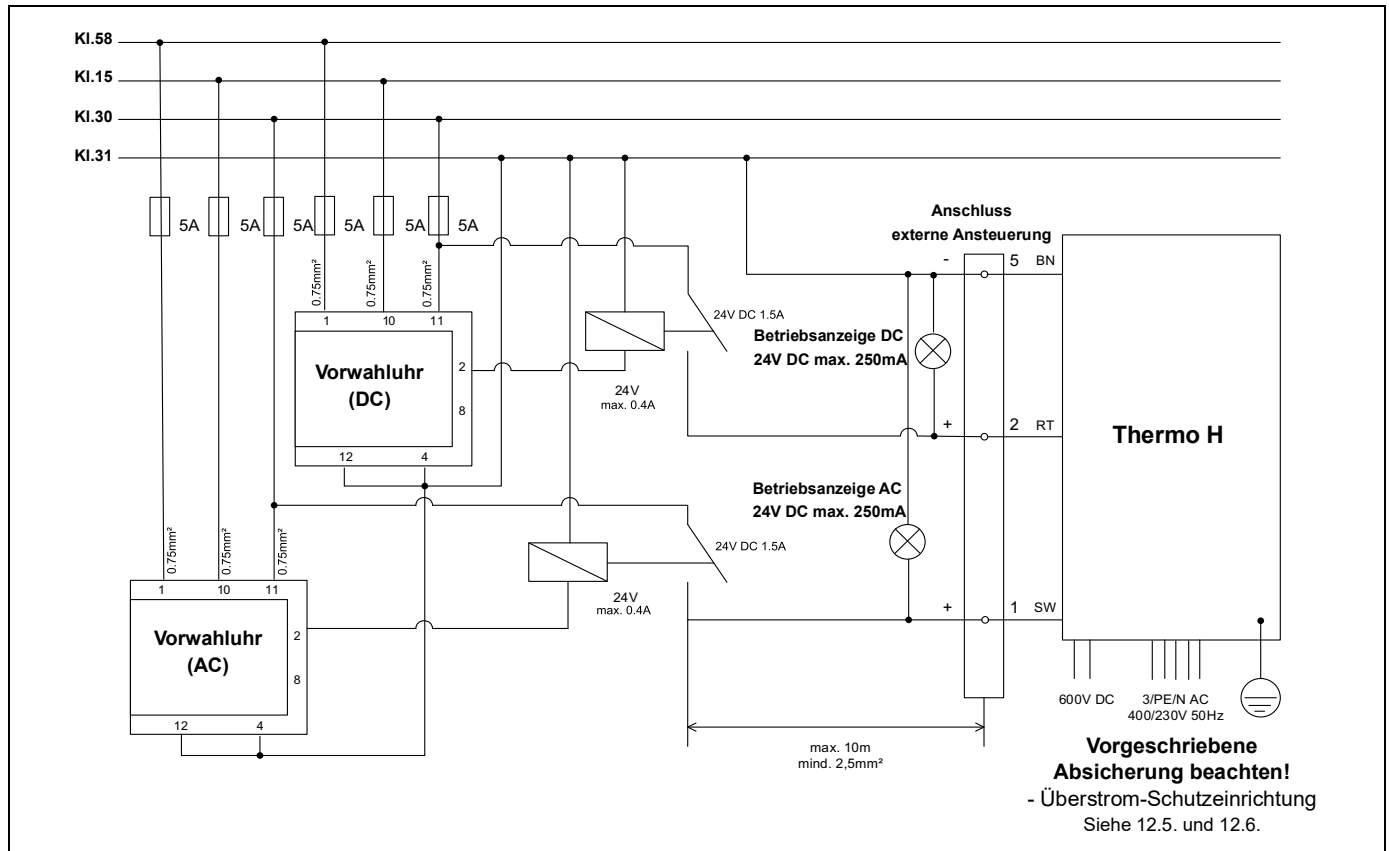 Kl.58
Kl.15
Kl.30
Kl.31
5A
5A
5A
5A
5A
5A
0.75mm²
0.75mm²
0.75mm²
1
10
11
Vorwahluhr
(DC)
2
8
12
4
24V
max. 0.4A
24V DC 1.5A
Anschluss
externe Ansteuerung
-
5
BN
Betriebsanzeige DC
24V DC max. 250mA
+
2
RT
Thermo H
Betriebsanzeige AC
24V DC max. 250mA
+
1
SW
0.75mm²
0.75mm²
0.75mm²
1
10
11
Vorwahluhr
(AC)
2
8
12
4
24V
max. 0.4A
24V DC 1.5A
max. 10m
mind. 2,5mm²
600V DC
3/PE/N AC
400/230V 50Hz
Vorgeschriebene
Absicherung beachten!
- Überstrom-Schutzeinrichtung
Siehe 12.5. und 12.6.